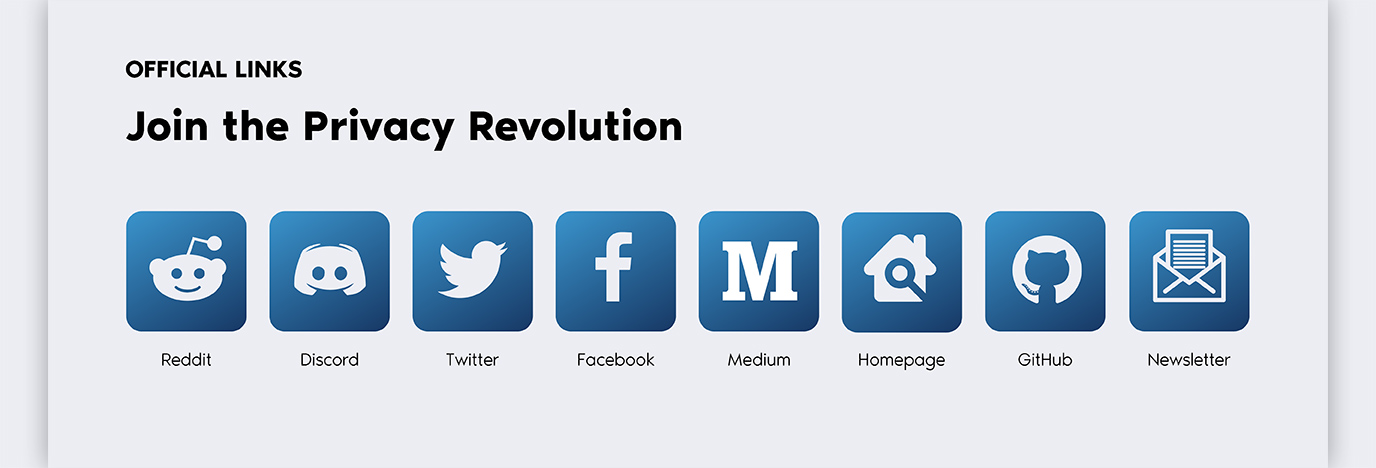 OFFICIAL LINKS
Join the Privacy Revolution
Reddit Discord Twitter Facebook Medium Homepage GitHub Newsletter